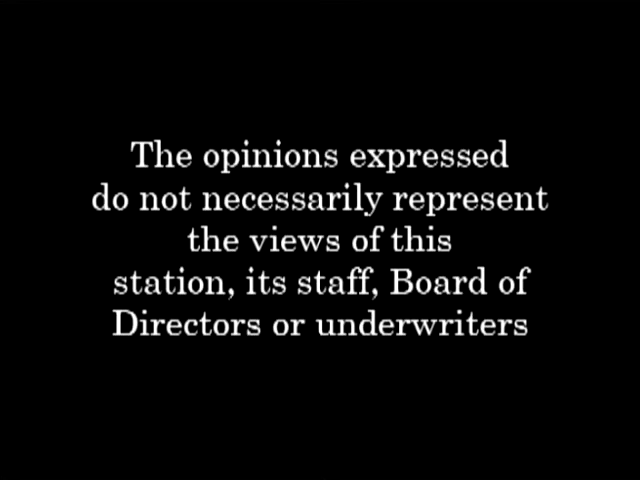 The opinions expressed
do not necessarily represent
the views of this
station, its staff, Board of
Directors or underwriters